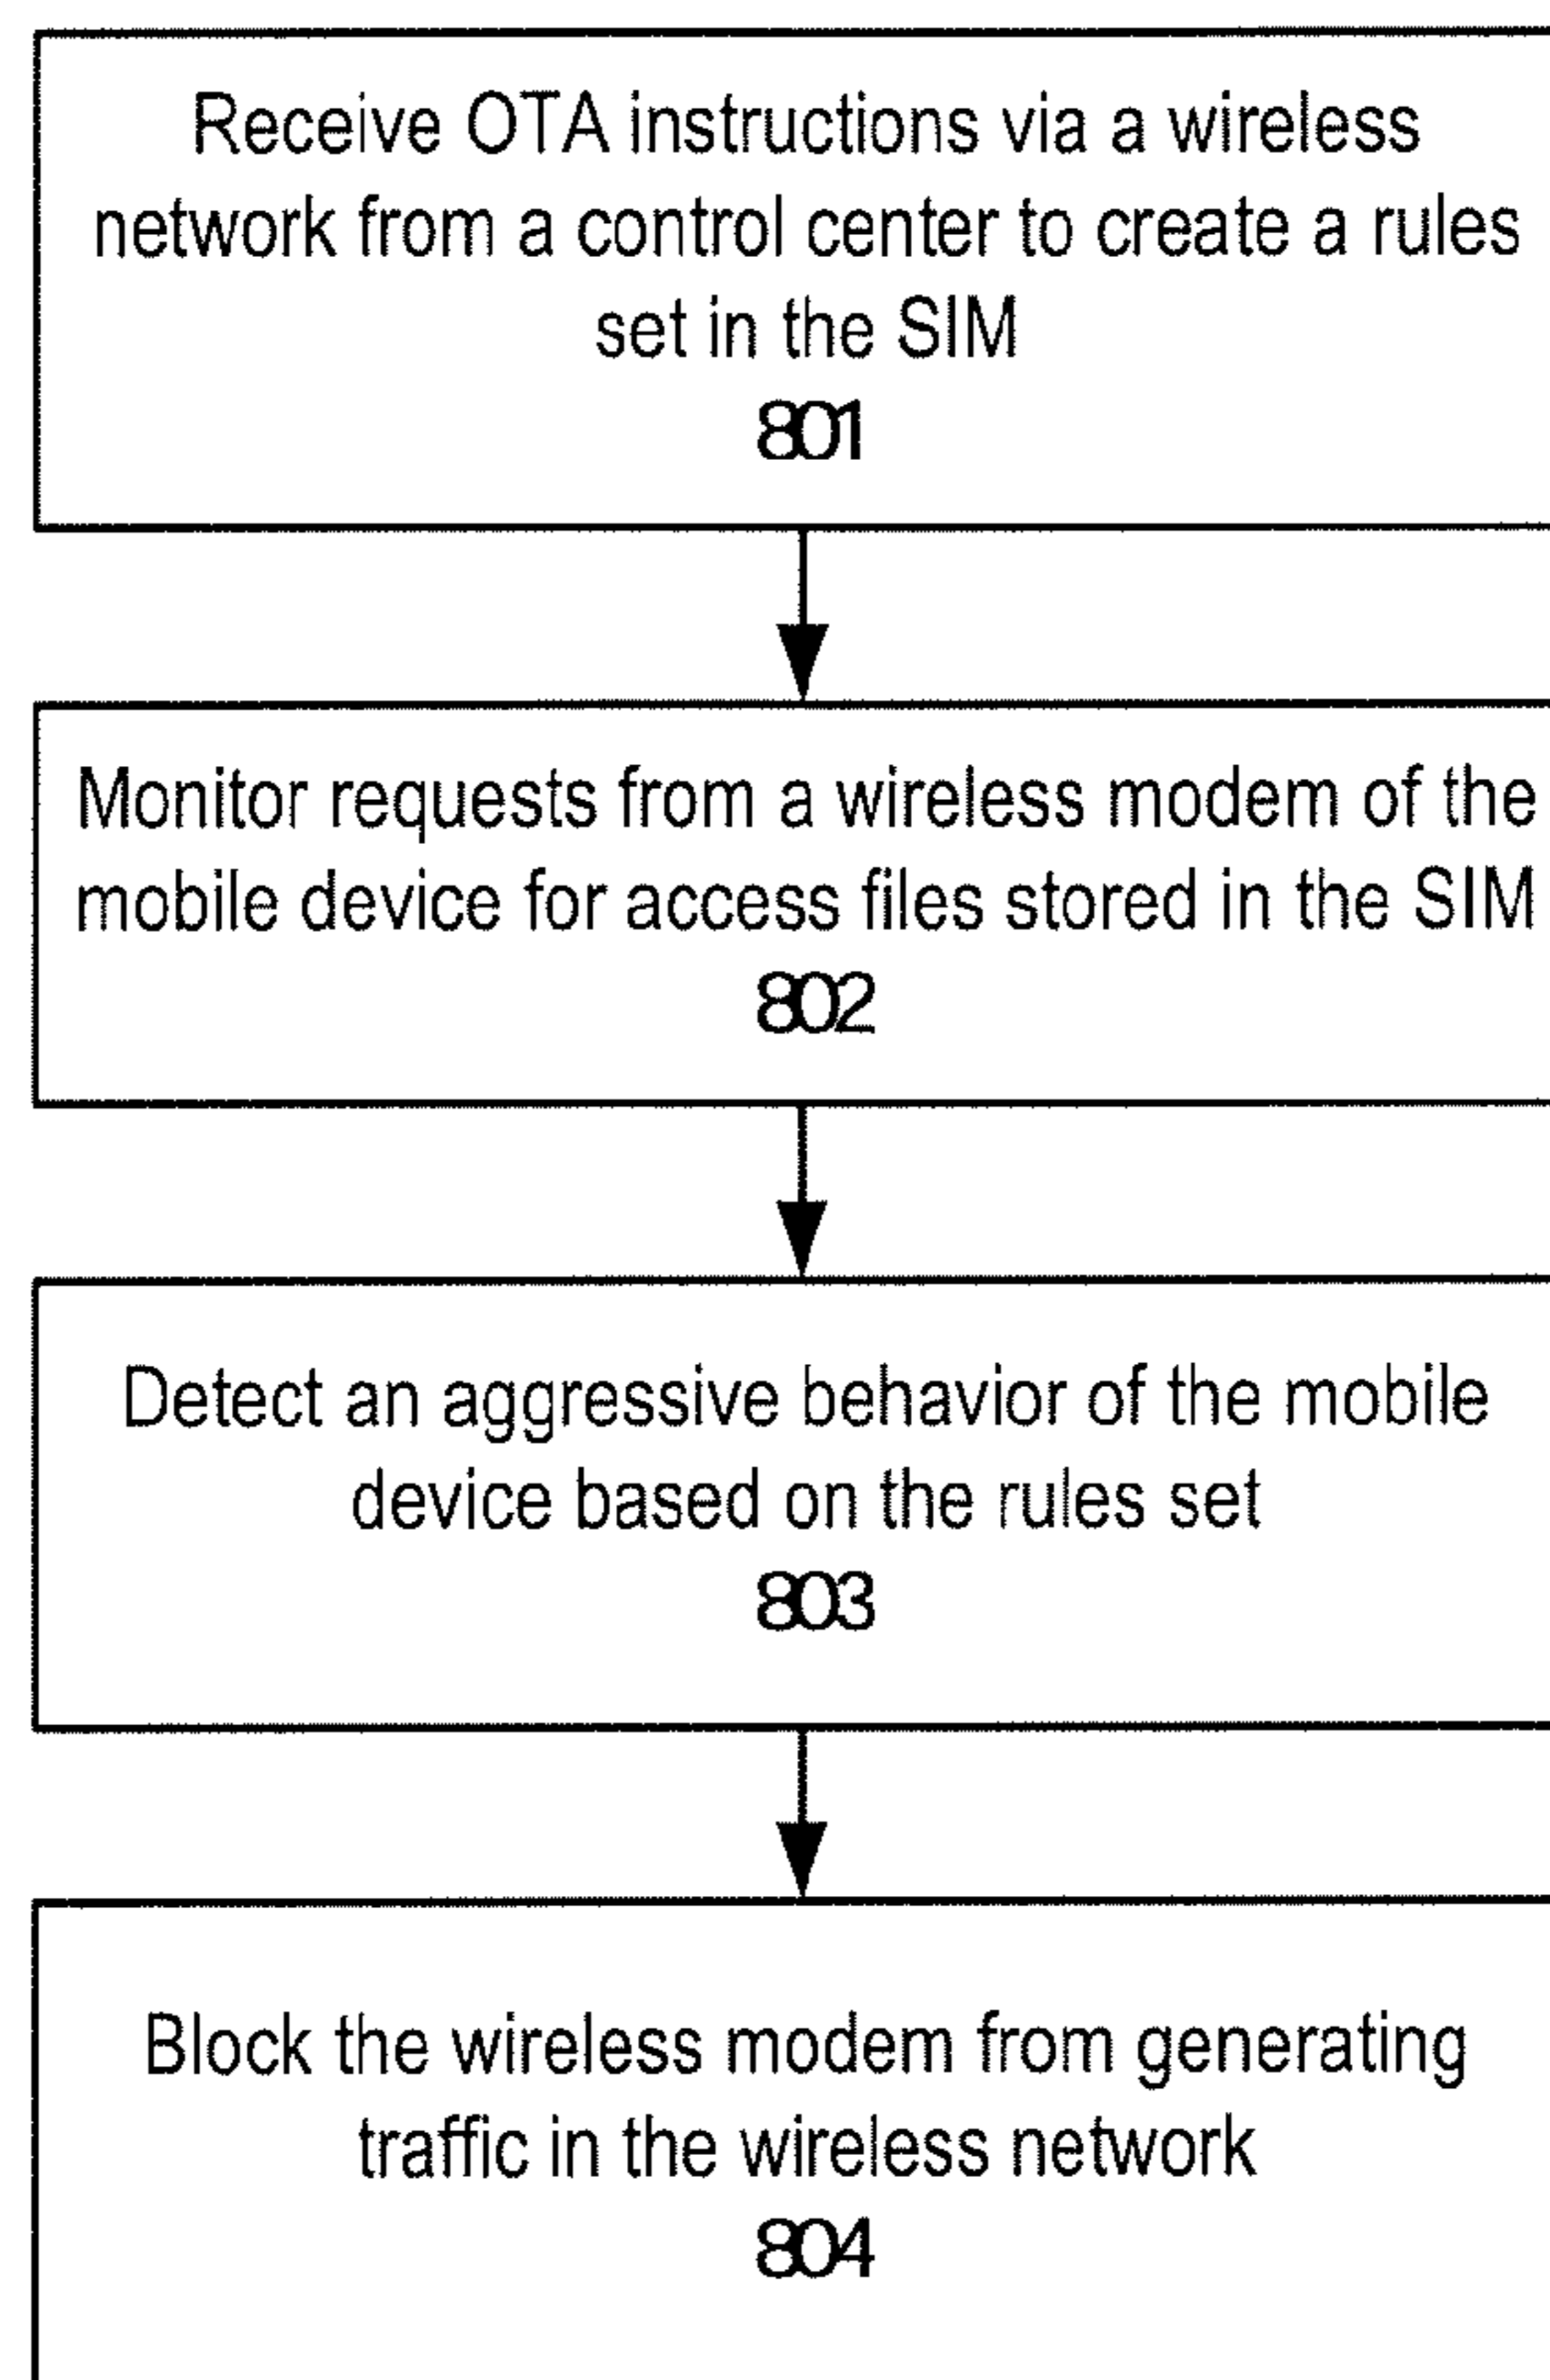 Receive OTA instructions via a wireless
network from a control center to create a rules
set in the SIM
801
Monitor requests from a wireless modem of the
mobile device for access files stored in the SIM
802
Detect an aggressive behavior of the mobile
device based on the rules set
803
Block the wireless modem from generating
traffic in the wireless network
804